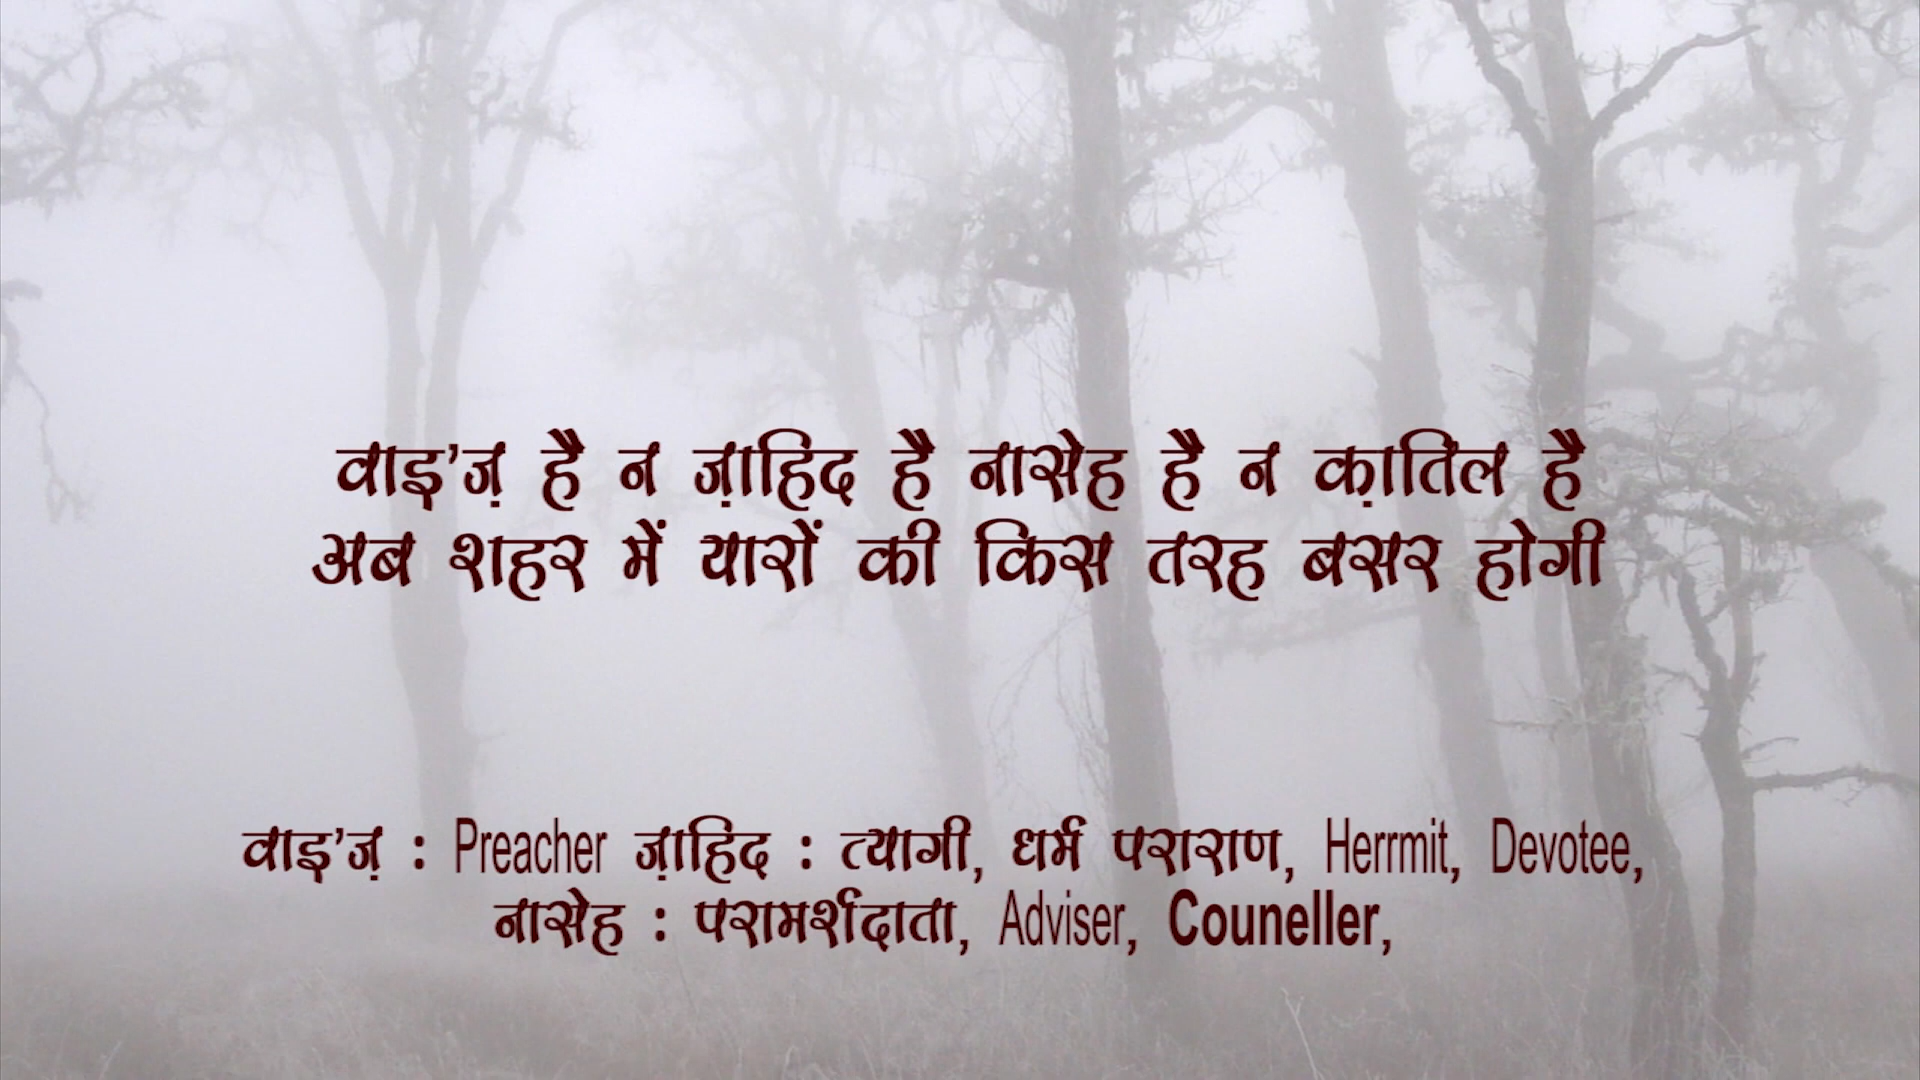 वाइ'ज़ है न ज़ाहिद है नासेह है न क़ातिल है
अब शहर में यारों की किस तरह बसर होगी
वाइ'ज़ : Preacher ज़ाहिद : त्यागी, धर्म पराराण, Herrmit, Devotee,
नासेह : परामर्शदाता, Adviser, Couneller,